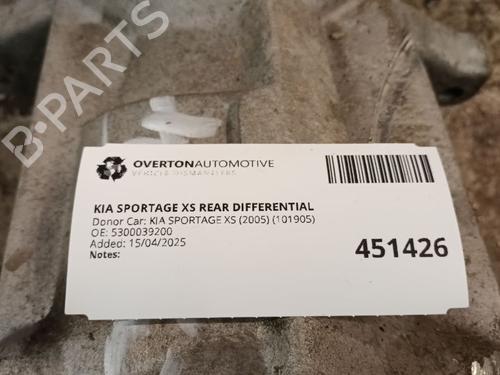 B-PARTS
OVERTONAUTOMOTIVE
VEHICLE DISMANTLERS
KIA SPORTAGE XS REAR DIFFERENTIAL
Donor Car: KIA SPORTAGE XS (2005) (101905)
OE: 5300039200
Added: 15/04/2025
Notes:
451426